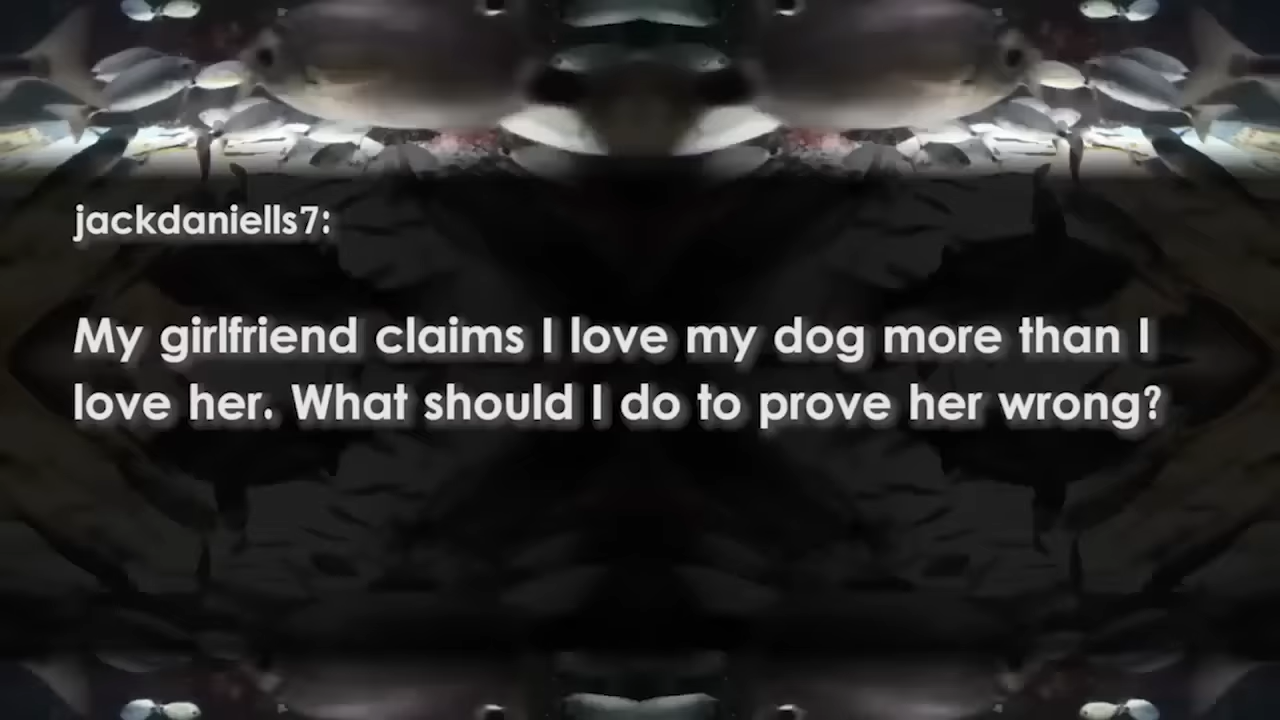 jackdaniells7:
My girlfriend claims I love my dog more than I
love her. What should I do to prove her wrong?